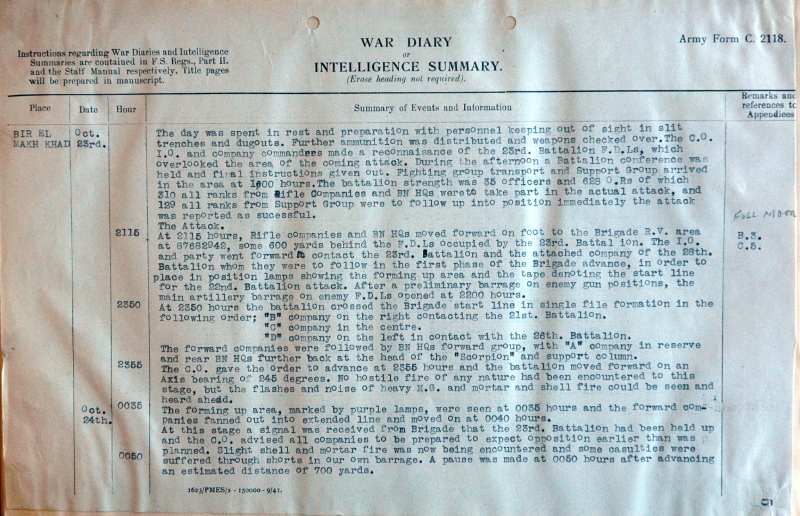 Instructions regarding War Diaries and Intelligence
Summaries are contained in F.S. Regs., Part II.
and the Staff Manual respectively. Title pages
will be prepared in manuscript.
WAR DIARY
or
INTELLIGENCE SUMMARY.
(Erase heading not required).
Army Form C. 2118.
Place Date Hour Summary of Events and Information Remarks and references to Appendices
BIR EL Oct. The day was spent in rest and preparation with personnel keeping out of sight in slit
MAKH KHAD 23rd. trenches and dugouts. Further ammunition was distributed and weapons checked over.The C.O.
I.O. and company commanders made a reconnaisance of the 23rd. Battalion F.D.Ls, which
overlooked the area of the coming attack. During the afternoon a Battalion conference was
held and final instructions given out. Fighting group transport and Support Group arrived
in the area at 1800 hours.The battalion strength was 35 officers and 628 O.Rs of which
310 all ranks from Rifle Companies and BN HQs wereto take part in the actual attack, and
129 all ranks from Support Group were to follow up into position immediately the attack
was reported as sucessful.
FULL MOON
The Attack.
2115 At 2115 hours, Rifle companies and BN HQs moved forward on foot to the Brigade R.V. area B.3.
at 87682942, some 600 yards behind the F.D.Ls occupied by the 23rd. Battal ion. The I.O. C.5.
and party went forward to contact the 23rd. Battalion and the attached company of the 28th.
Battalion whom they were to follow in the first phase of the Brigade advance, in order to
place in position lamps showing the forming up area and the tape denoting the start line
for the 22nd. Battalion attack. After a preliminary barrage on enemy gun positions, the
main artillery barrage on enemy F.D.Ls opened at 2200 hours.
2350 At 2350 hours the battalion crossed the Brigade start line in single file formation in the
following order; "B" company on the right contacting the 21st. Battalion.
"C" company in the centre.
"D" company on the left in contact with the 26th. Battalion.
The forward companies were followed by BN HQs forward group, with "A" company in reserve
and rear BN HQs further back at the head of the "Scorpion" and support column.
2355 The C.O. gave the order to advance at 2355 hours and the battalion moved forward on an
Axis bearing of 245 degrees. No hostile fire of any nature had been encountered to this
stage, but the flashes and noise of heavy M.G. and mortar and shell fire could be seen and
heard ahead.
Oct. 0035 The forming up area, marked by purple lamps, were seen at 0035 hours and the forward com-
24th. panies fanned out into extended line and moved on at 0040 hours.
At this stage a signal was received from Brigade that the 23rd. Battalion had been held up
and the C.O. advised all companies to be prepared to expect opposition earlier than was
planned. Slight shell and mortar fire was now being encountered and some casulties were
0050 suffered through shorts in our own barrage. A pause was made at 0050 hours after advancing
an estimated distance of 700 yards.
1623/PMES/2 - 150000 - 9/41.